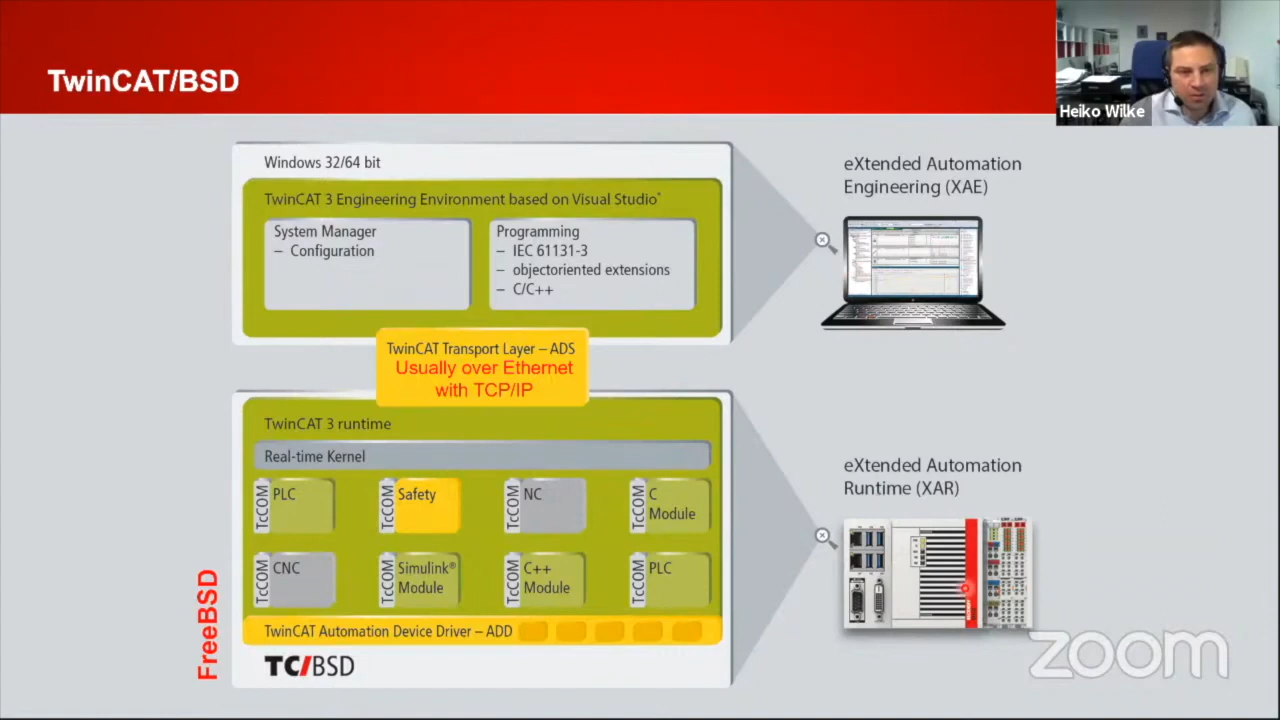 TwinCAT/BSD
Heiko Wilke
Windows 32/64 bit
TwinCAT 3 Engineering Environment based on Visual Studio*
System Manager
– Configuration
Programming
– IEC 61131-3
– objectoriented extensions
– C/C++
eXtended Automation
Engineering (XAE)
TwinCAT Transport Layer – ADS
Usually over Ethernet
with TCP/IP
TwinCAT 3 runtime
Real-time Kernel
TcCOM
PLC
TcCOM
Safety
TcCOM
NC
TcCOM
C
Module
TcCOM
CNC
TcCOM
Simulink®
Module
TcCOM
C++
Module
TcCOM
PLC
TwinCAT Automation Device Driver – ADD
TC/BSD
FreeBSD
eXtended Automation
Runtime (XAR)
zoom